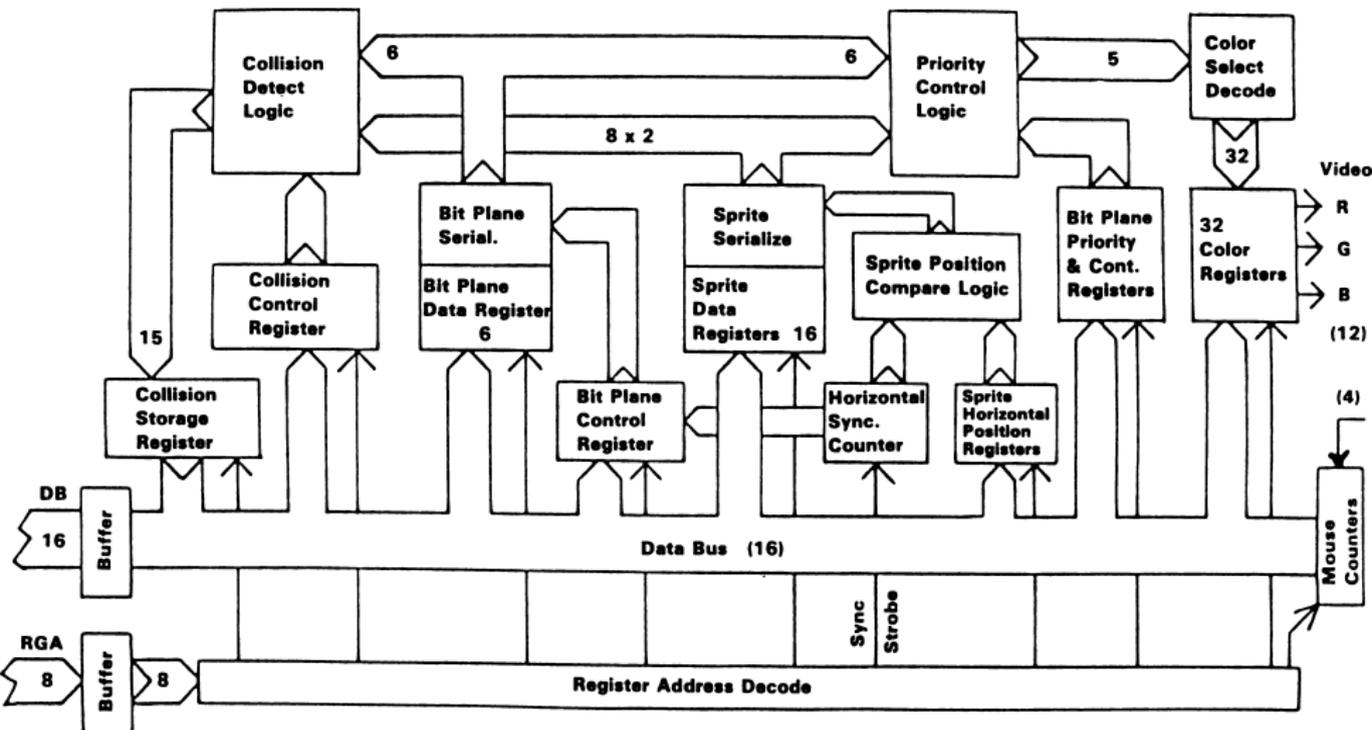 Collision
Detect
Logic
6
6
8 x 2
Priority
Control
Logic
5
Color
Select
Decode
32
Video
R
G
B
(12)
(4)
Bit Plane
Serial.
Bit Plane
Data Register
6
Sprite
Serialize
Sprite
Data
Registers 16
Sprite Position
Compare Logic
Bit Plane
Priority
& Cont.
Registers
32
Color
Registers
Collision
Control
Register
15
Collision
Storage
Register
Bit Plane
Control
Register
Horizontal
Sync.
Counter
Sprite
Horizontal
Position
Registers
DB
16
Buffer
Data Bus (16)
Mouse
Counters
Sync
Strobe
RGA
8
Buffer
8
Register Address Decode